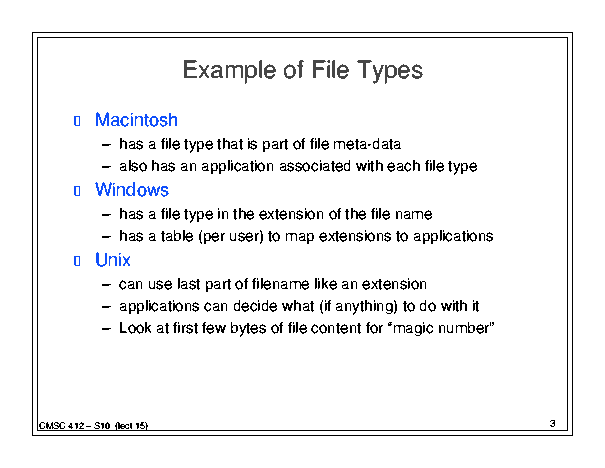 Example of File Types
▯ Macintosh
– has a file type that is part of file meta-data
– also has an application associated with each file type
▯ Windows
– has a file type in the extension of the file name
– has a table (per user) to map extensions to applications
▯ Unix
– can use last part of filename like an extension
– applications can decide what (if anything) to do with it
– Look at first few bytes of file content for “magic number”
CMSC 412 – S10 (lect 15)
3